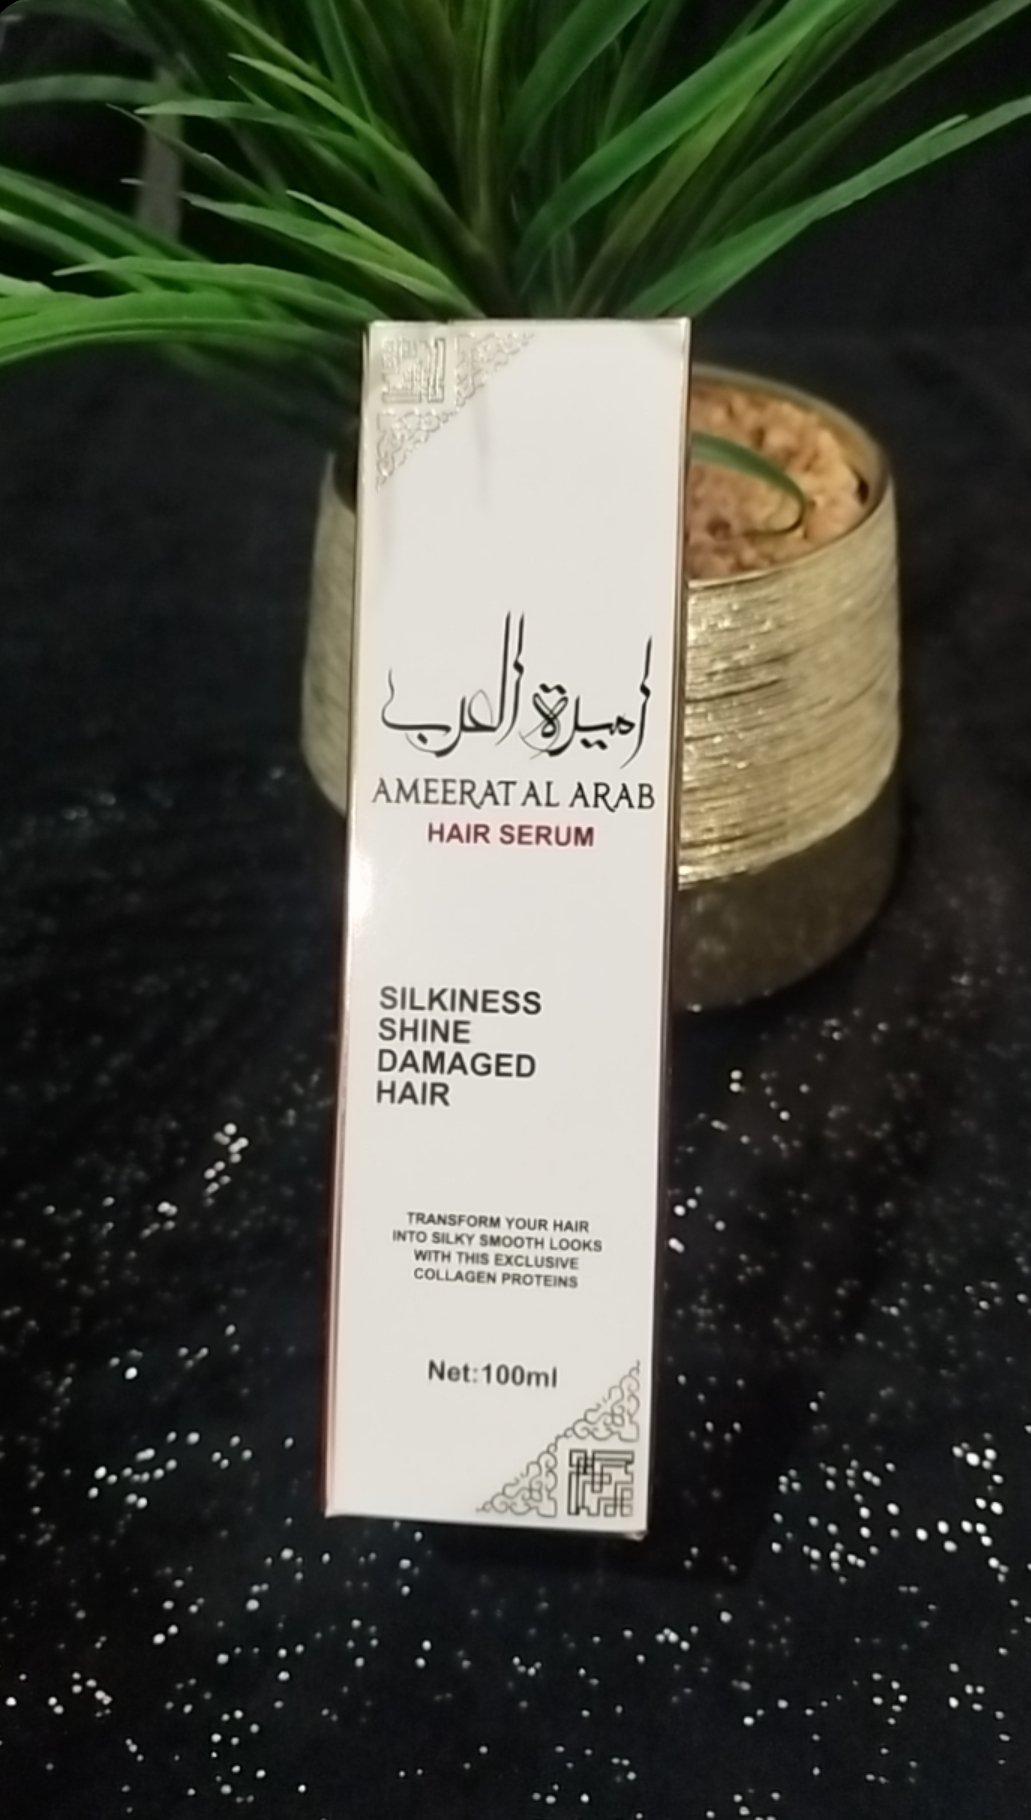 اميرة العرب
AMEERAT AL ARAB
HAIR SERUM
SILKINESS
SHINE
DAMAGED
HAIR
TRANSFORM YOUR HAIR
INTO SILKY SMOOTH LOOKS
WITH THIS EXCLUSIVE
COLLAGEN PROTEINS
Net:100ml